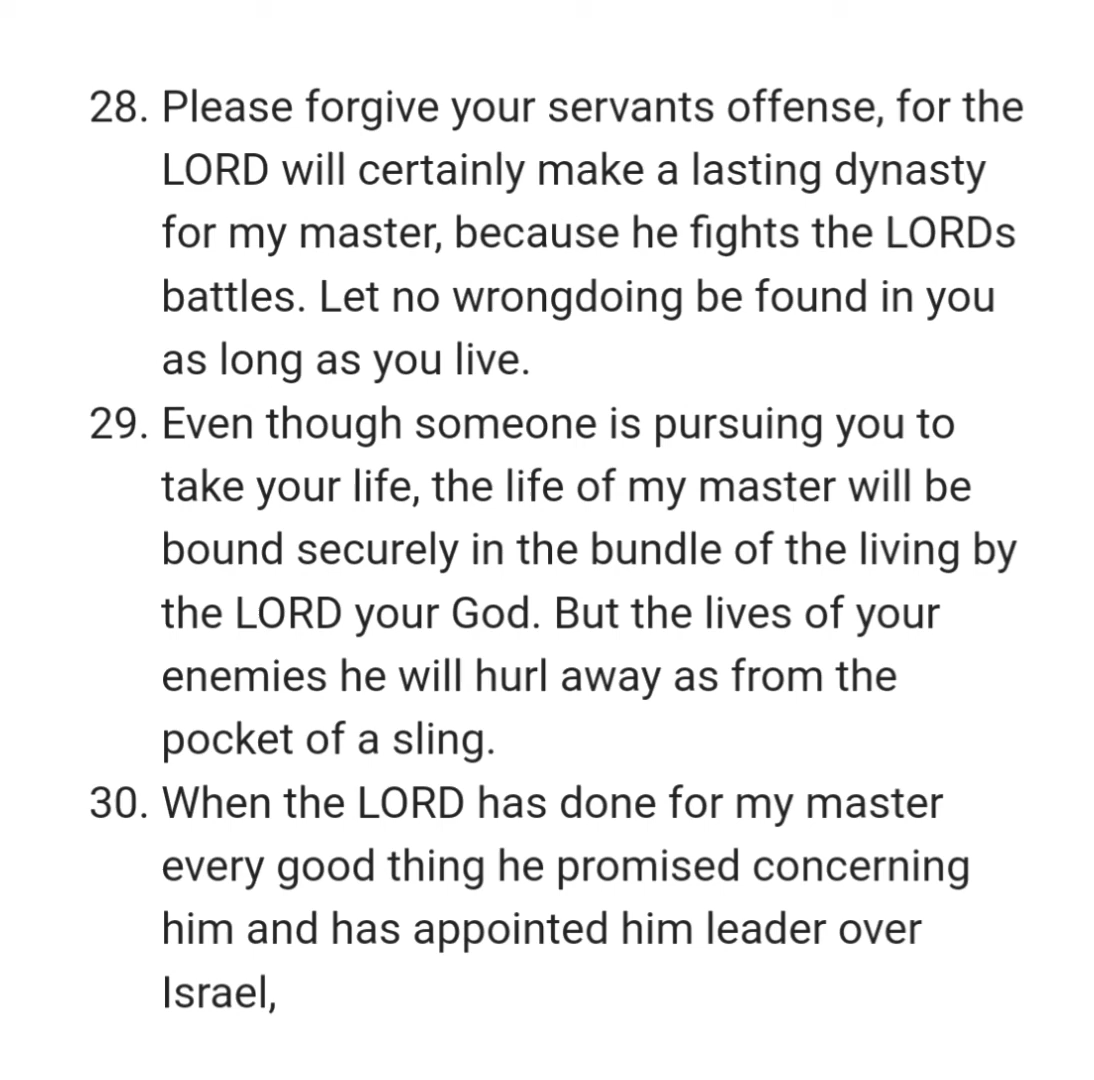 28. Please forgive your servants offense, for the
LORD will certainly make a lasting dynasty
for my master, because he fights the LORDs
battles. Let no wrongdoing be found in you
as long as you live.
29. Even though someone is pursuing you to
take your life, the life of my master will be
bound securely in the bundle of the living by
the LORD your God. But the lives of your
enemies he will hurl away as from the
pocket of a sling.
30. When the LORD has done for my master
every good thing he promised concerning
him and has appointed him leader over
Israel,